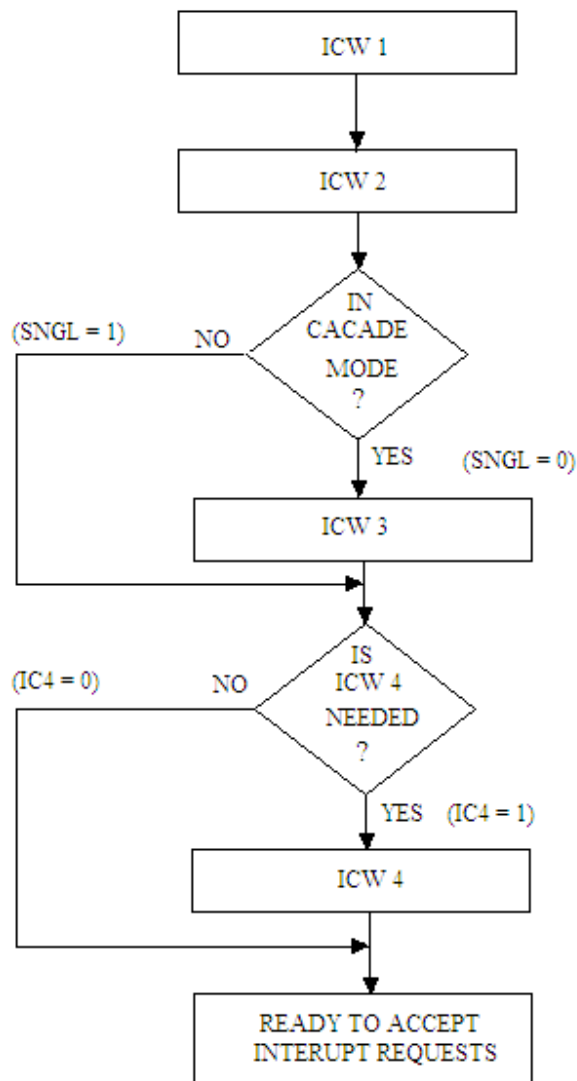 ICW 1
ICW 2
IN
CACADE
MODE
?
(SNGL = 1)
NO
YES
(SNGL = 0)
ICW 3
IS
ICW 4
NEEDED
?
(IC4 = 0)
NO
YES
(IC4 = 1)
ICW 4
READY TO ACCEPT
INTERUPT REQUESTS